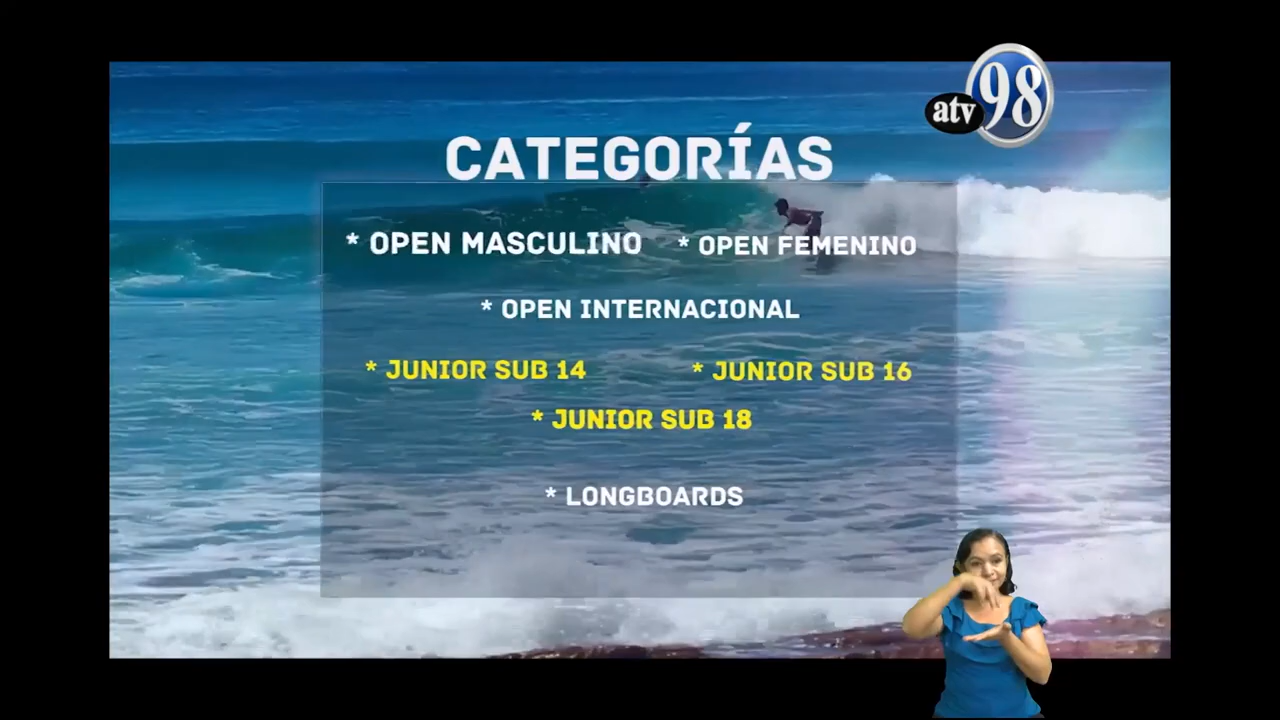 atv 98
CATEGORÍAS
* OPEN MASCULINO * OPEN FEMENINO
* OPEN INTERNACIONAL
* JUNIOR SUB 14 * JUNIOR SUB 16
* JUNIOR SUB 18
* LONGBOARDS